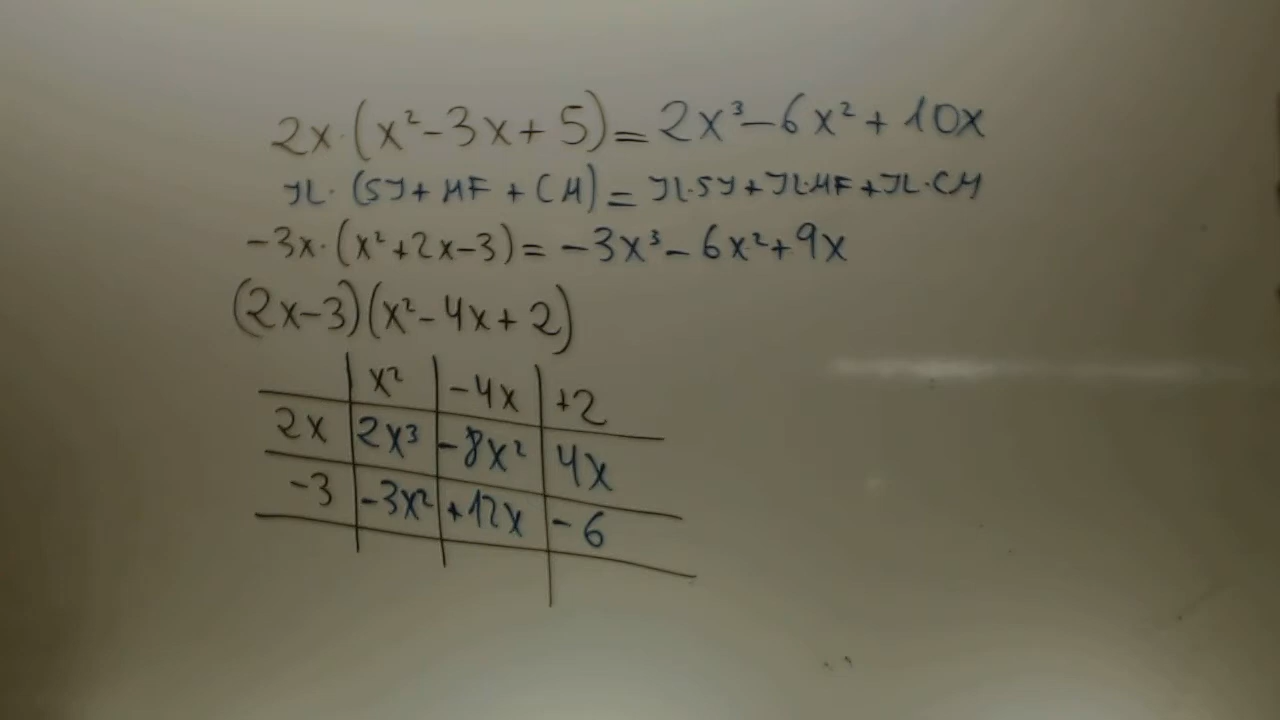 2x·(x²-3x+5)=2x³-6x²+10x
JL·(SJ+MF+CM)=JL·SJ+JL·MF+JL·CM
-3x·(x²+2x-3)=-3x³-6x²+9x
(2x-3)(x²-4x+2)
x² -4x +2
2x 2x³ -8x² 4x
-3 -3x² +12x -6